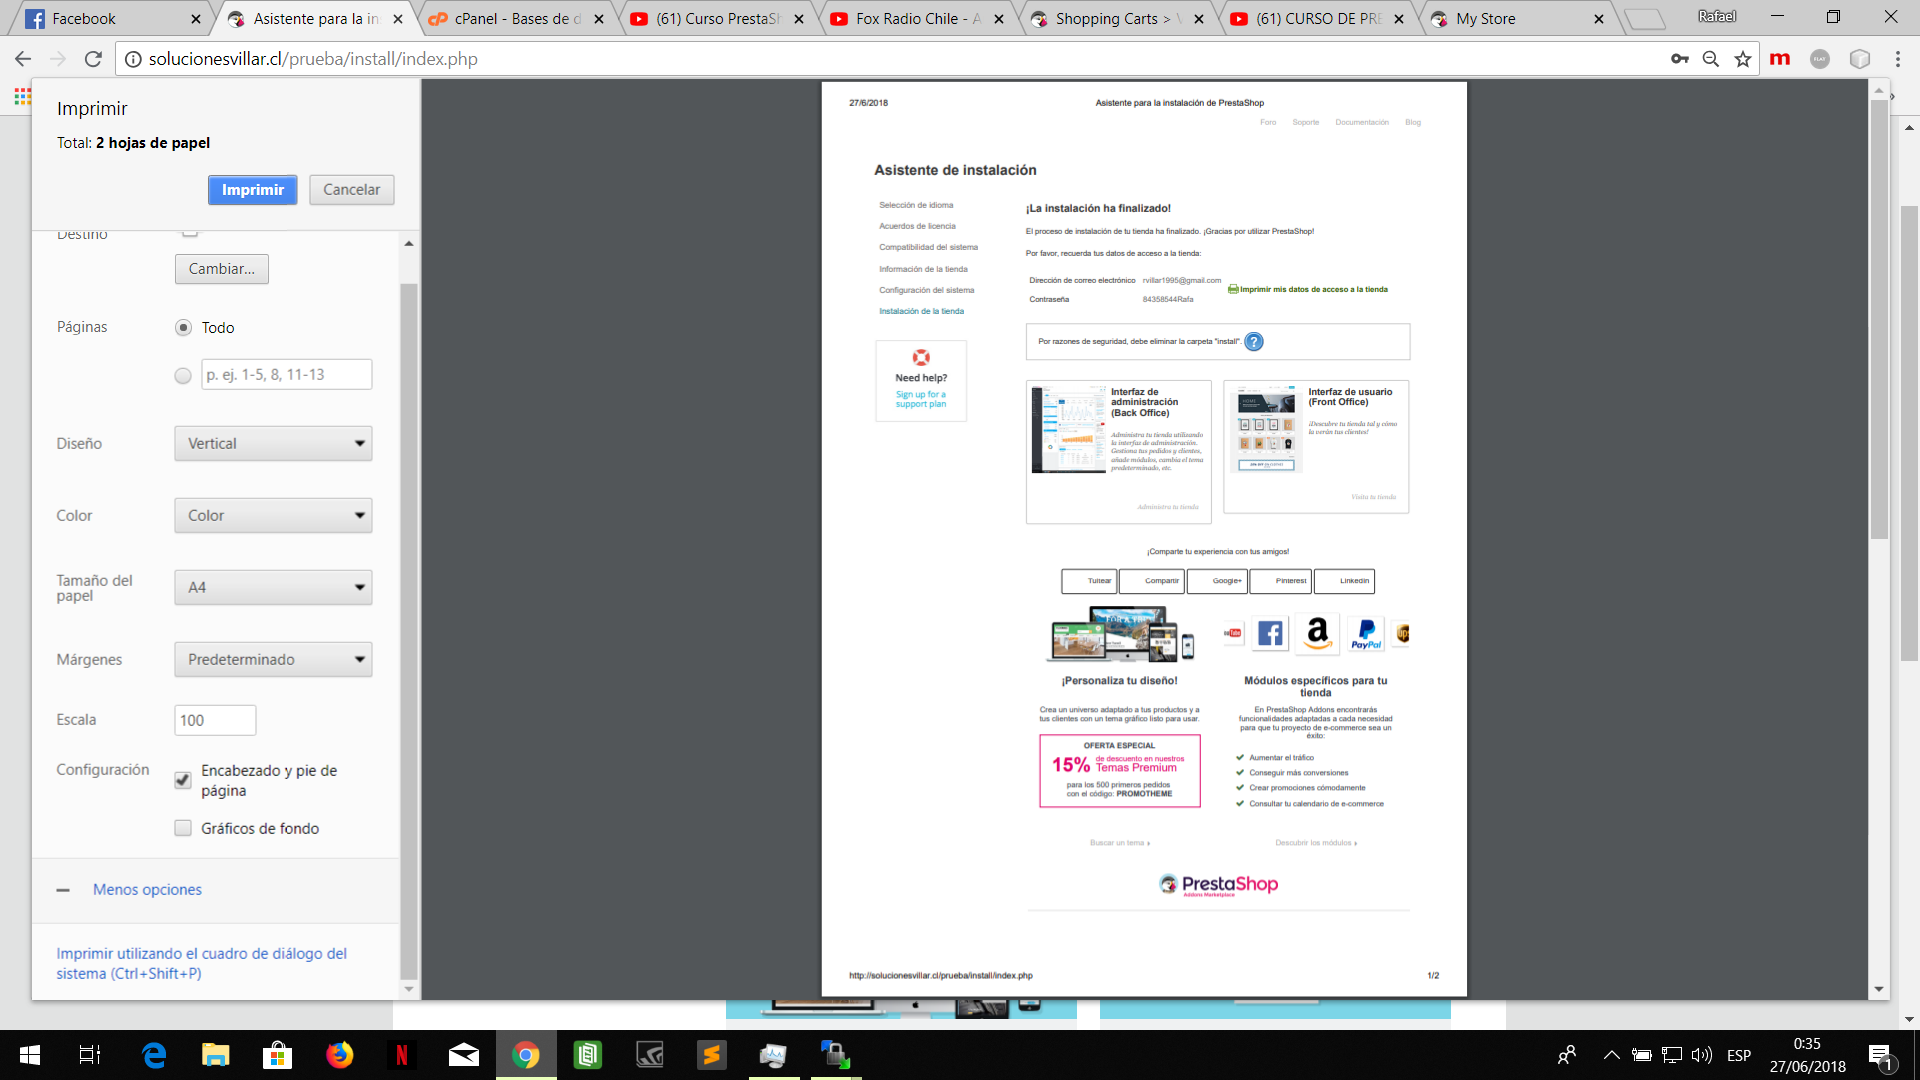 Facebook
Asistente para la in
cPanel - Bases de d
(61) Curso PrestaSh
Fox Radio Chile - A
Shopping Carts > V
(61) CURSO DE PRE
My Store
Rafael
solucionesvillar.cl/prueba/install/index.php
m
Imprimir
Total: 2 hojas de papel
Imprimir
Cancelar
Destino
Cambiar...
Páginas
Todo
p. ej. 1-5, 8, 11-13
Diseño
Vertical
Color
Color
Tamaño del
papel
A4
Márgenes
Predeterminado
Escala
100
Configuración
Encabezado y pie de
página
Gráficos de fondo
Menos opciones
Imprimir utilizando el cuadro de diálogo del
sistema (Ctrl+Shift+P)
27/6/2018
Asistente para la instalación de PrestaShop
Foro
Soporte
Documentación
Blog
Asistente de instalación
Selección de idioma
Acuerdos de licencia
Compatibilidad del sistema
Información de la tienda
Configuración del sistema
Instalación de la tienda
Need help?
Sign up for a
support plan
¡La instalación ha finalizado!
El proceso de instalación de tu tienda ha finalizado. ¡Gracias por utilizar PrestaShop!
Por favor, recuerda tus datos de acceso a la tienda:
Dirección de correo electrónico rvillar1995@gmail.com
Contraseña 84358544Rafa
Imprimir mis datos de acceso a la tienda
Por razones de seguridad, debe eliminar la carpeta "install". ?
Interfaz de
administración
(Back Office)
Administra tu tienda utilisando
la interfaz de administración.
Gestiona tus pedidos y clientes,
añade módulos, cambia el tema
predeterminado, etc.
Administra tu tienda
Interfaz de usuario
(Front Office)
¡Descubre tu tienda tal y cómo
la verán tus clientes!
Visita tu tienda
¡Comparte tu experiencia con tus amigos!
Tuitear
Compartir
Google+
Pinterest
Linkedin
PayPal
ups
¡Personaliza tu diseño!
Crea un universo adaptado a tus productos y a
tus clientes con un tema gráfico listo para usar.
OFERTA ESPECIAL
15% de descuento en nuestros
Temas Premium
para los 500 primeros pedidos
con el código: PROMOTHEME
Buscar un tema
Módulos específicos para tu
tienda
En PrestaShop Addons encontrarás
funcionalidades adaptadas a cada necesidad
para que tu proyecto de e-commerce sea un
éxito:
Aumentar el tráfico
Conseguir más conversiones
Crear promociones cómodamente
Consultar tu calendario de e-commerce
Descubrir los módulos
PrestaShop
Addons Marketplace
http://solucionesvillar.cl/prueba/install/index.php
1/2
ESP
0:35
27/06/2018
1